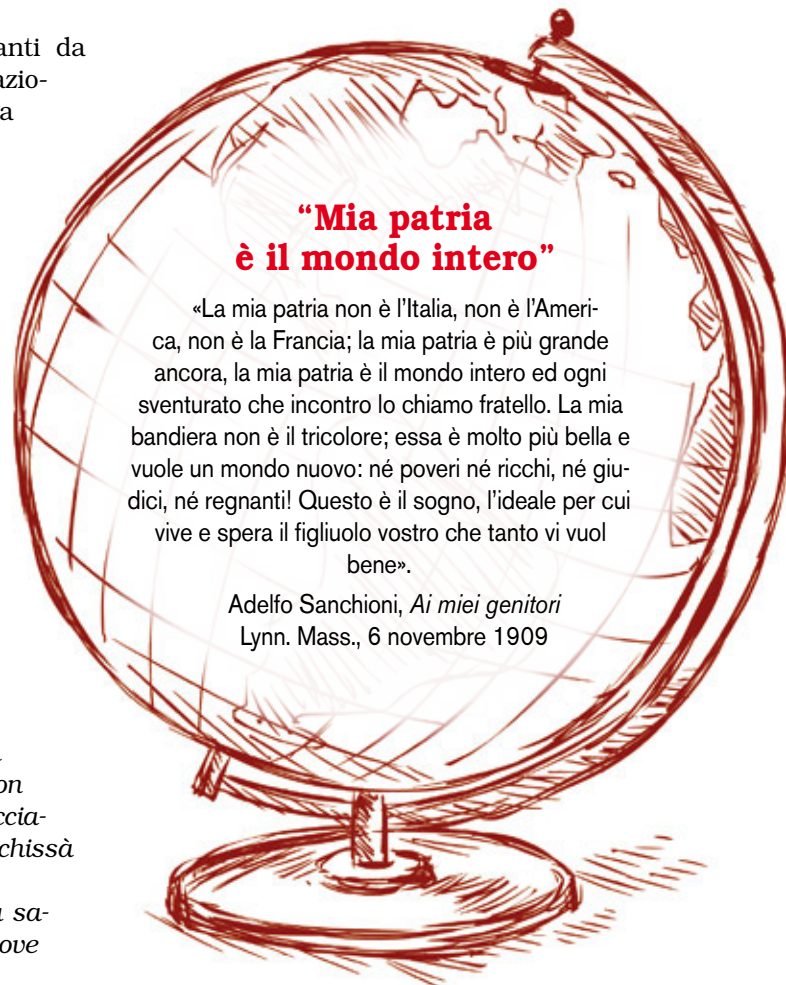 anti da
azio-
a
“Mia patria
è il mondo intero”
«La mia patria non è l’Italia, non è l’Ameri-
ca, non è la Francia; la mia patria è più grande
ancora, la mia patria è il mondo intero ed ogni
sventurato che incontro lo chiamo fratello. La mia
bandiera non è il tricolore; essa è molto più bella e
vuole un mondo nuovo: né poveri né ricchi, né giu-
dici, né regnanti! Questo è il sogno, l’ideale per cui
vive e spera il figliuolo vostro che tanto vi vuol
bene».
Adelfo Sanchioni, Ai miei genitori
Lynn. Mass., 6 novembre 1909
on
ccia-
chissà
sa-
ove